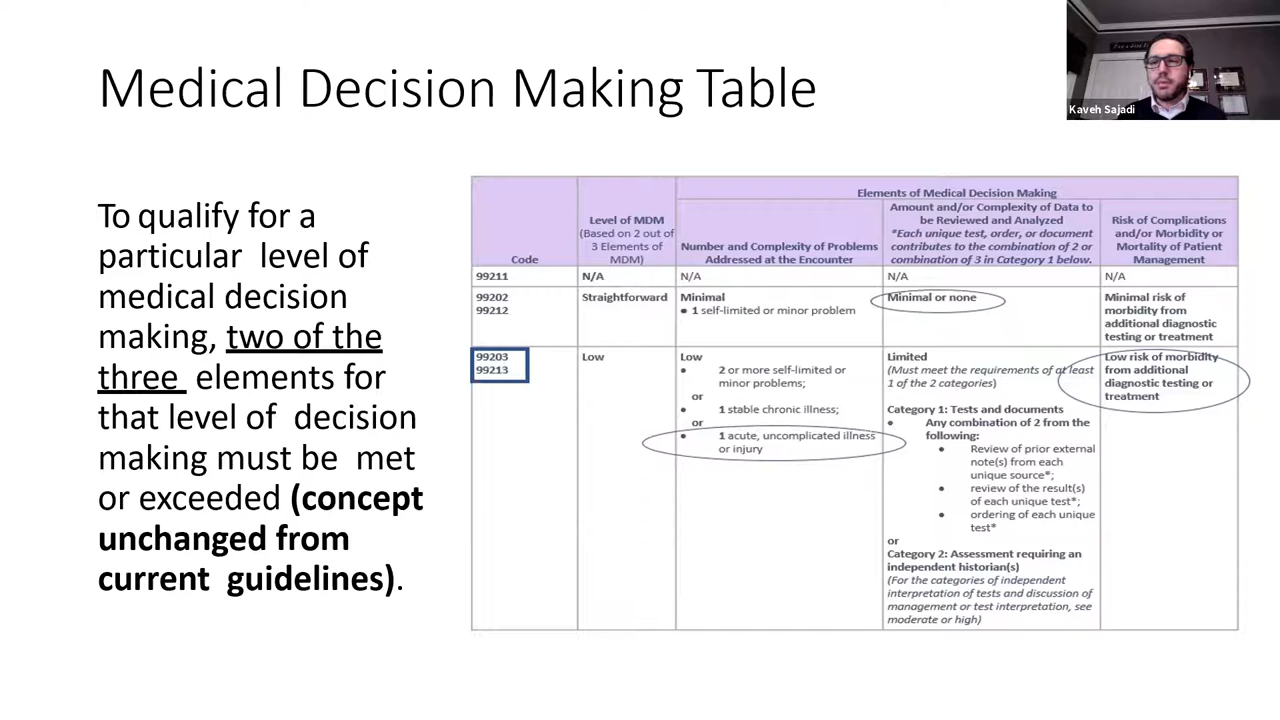 Medical Decision Making Table
Kaveh Sajadi
To qualify for a
particular level of
medical decision
making, two of the
three elements for
that level of decision
making must be met
or exceeded (concept
unchanged from
current guidelines).
Elements of Medical Decision Making
Code
Level of MDM
(Based on 2 out of
3 Elements of
MDM)
Number and Complexity of Problems
Addressed at the Encounter
Amount and/or Complexity of Data to
be Reviewed and Analyzed
*Each unique test, order, or document
contributes to the combination of 2 or
combination of 3 in Category 1 below.
Risk of Complications
and/or Morbidity or
Mortality of Patient
Management
99211
N/A
N/A
N/A
N/A
99202
99212
Straightforward
Minimal
• 1 self-limited or minor problem
Minimal or none
Minimal risk of
morbidity from
additional diagnostic
testing or treatment
99203
99213
Low
Low
• 2 or more self-limited or
minor problems;
or
• 1 stable chronic illness;
or
• 1 acute, uncomplicated illness
or injury
Limited
(Must meet the requirements of at least
1 of the 2 categories)
Category 1: Tests and documents
• Any combination of 2 from the
following:
• Review of prior external
note(s) from each
unique source*;
• review of the result(s)
of each unique test*;
• ordering of each unique
test*
or
Category 2: Assessment requiring an
independent historian(s)
(For the categories of independent
interpretation of tests and discussion of
management or test interpretation, see
moderate or high)
Low risk of morbidity
from additional
diagnostic testing or
treatment